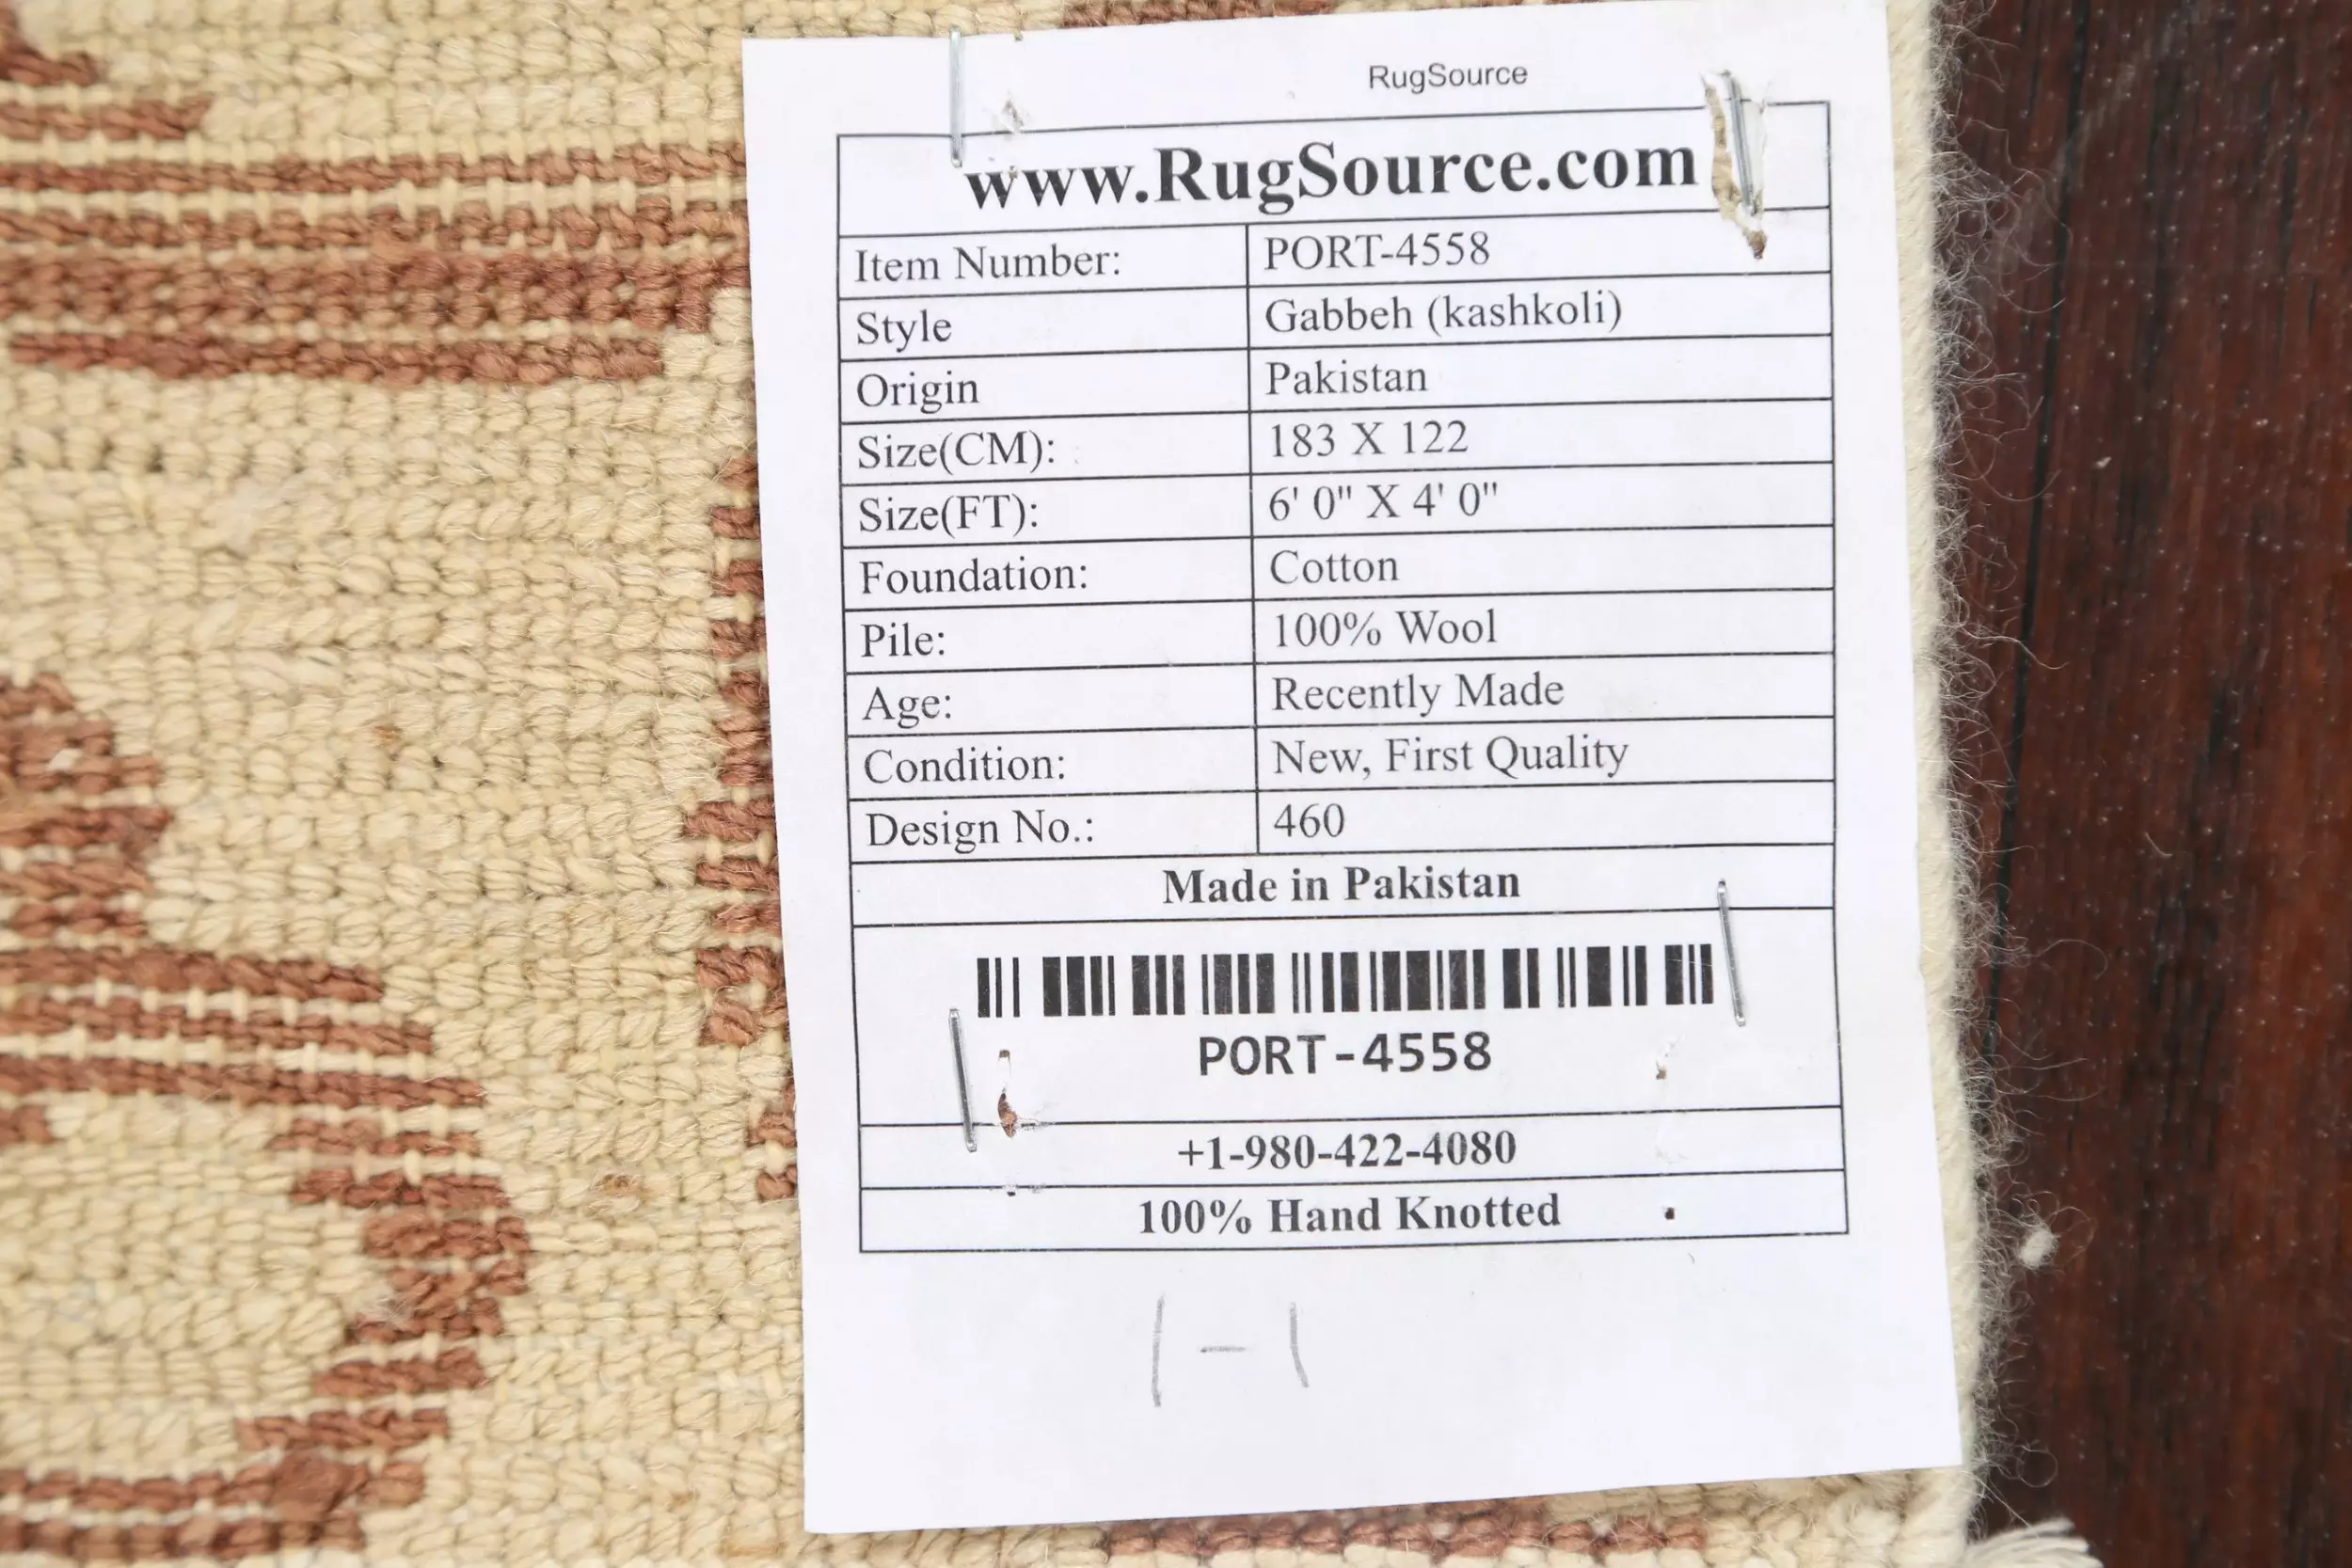 RugSource
www.RugSource.com
Item Number: PORT-4558
Style Gabbeh (kashkoli)
Origin Pakistan
Size(CM): 183 X 122
Size(FT): 6' 0" X 4' 0"
Foundation: Cotton
Pile: 100% Wool
Age: Recently Made
Condition: New, First Quality
Design No.: 460
Made in Pakistan
PORT-4558
+1-980-422-4080
100% Hand Knotted
1-1